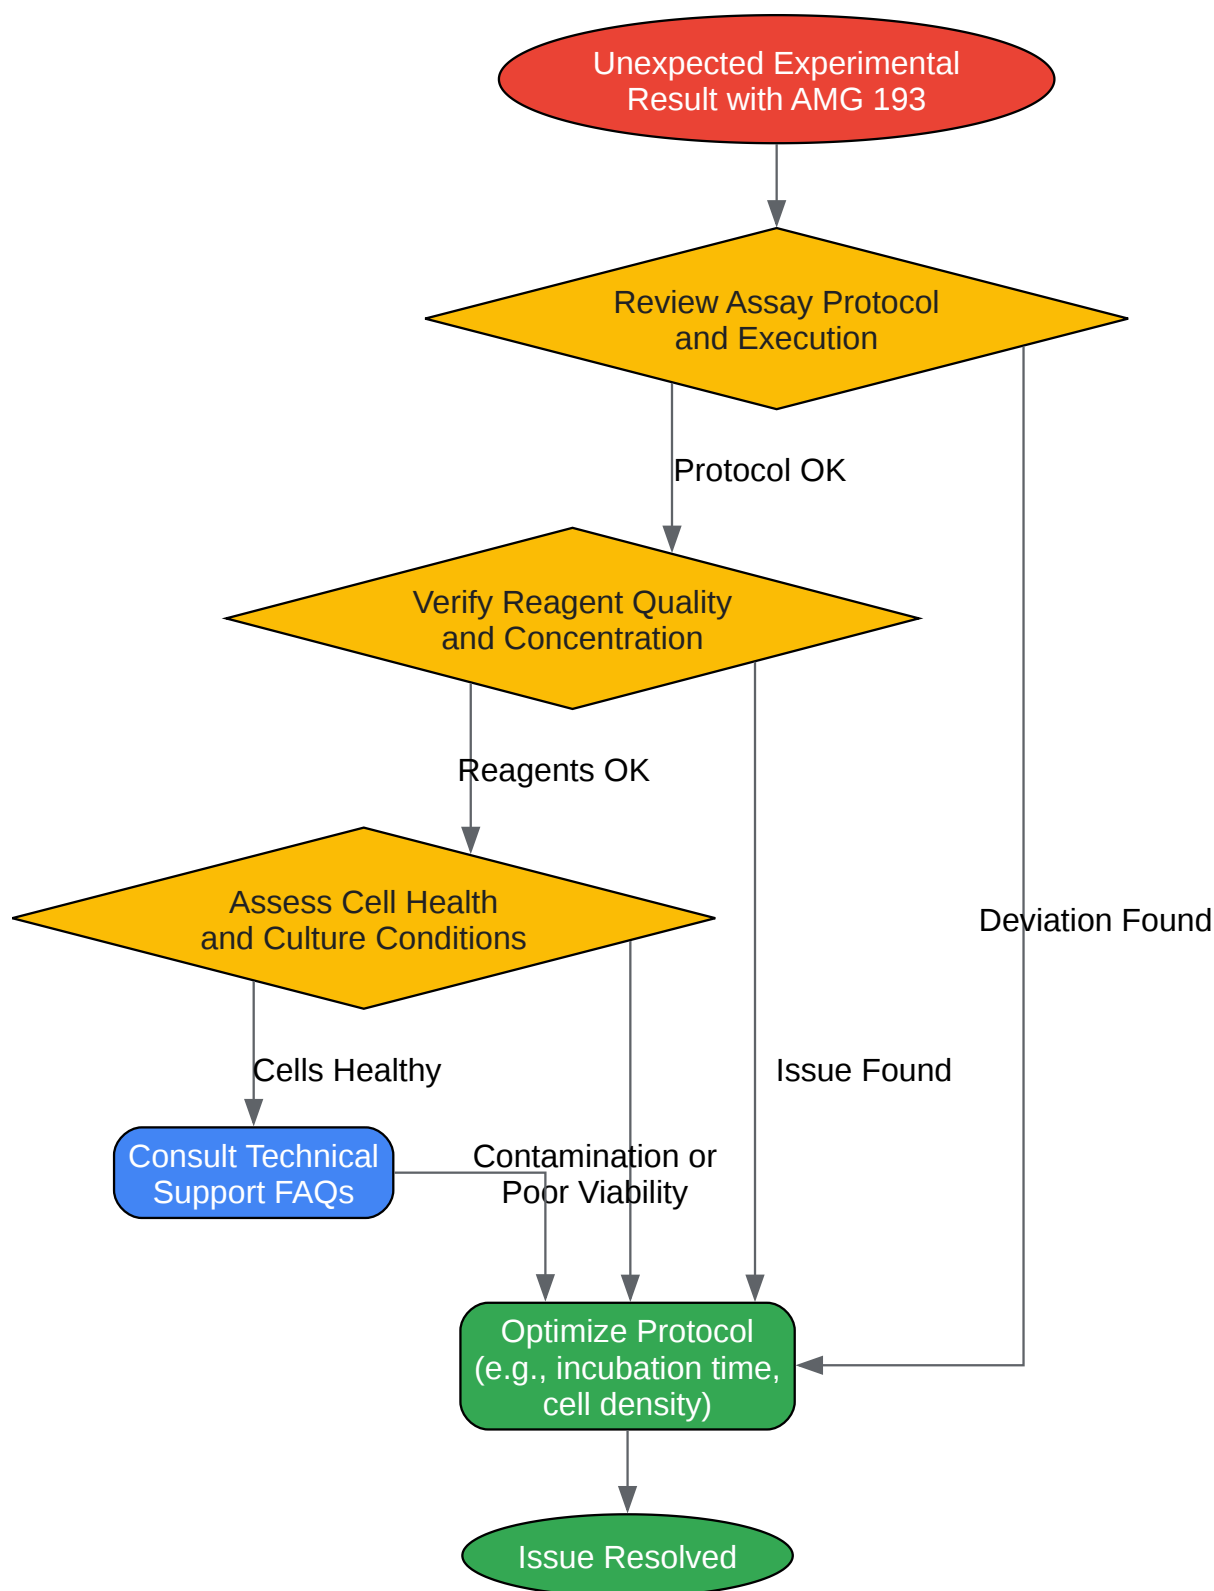 Unexpected Experimental
Result with AMG 193
Review Assay Protocol
and Execution
Protocol OK
Verify Reagent Quality
and Concentration
Reagents OK
Assess Cell Health
and Culture Conditions
Deviation Found
Cells Healthy
Issue Found
Consult Technical
Support FAQs
Contamination or
Poor Viability
Optimize Protocol
(e.g., incubation time,
cell density)
Issue Resolved